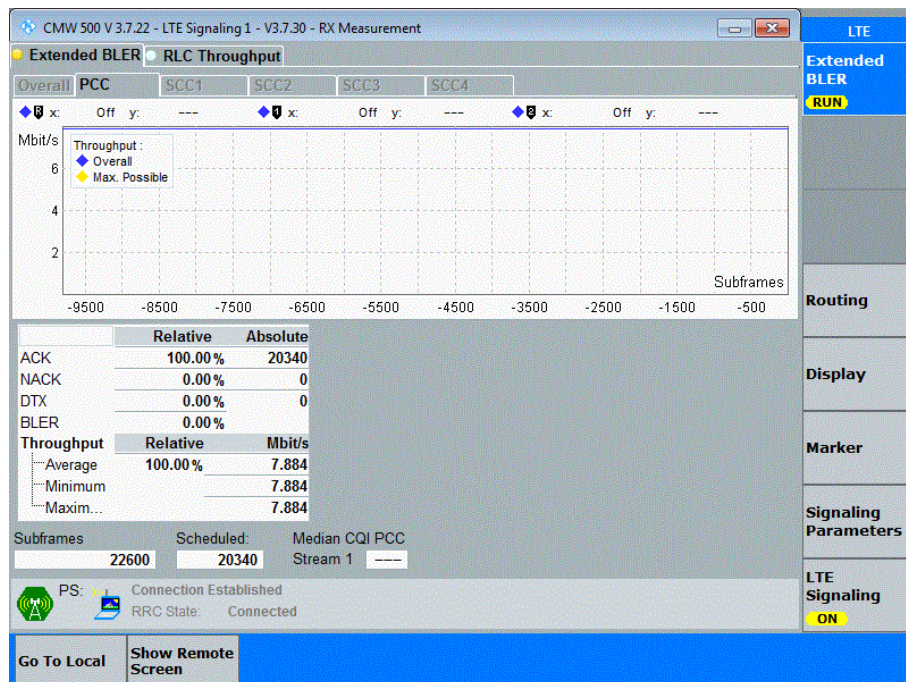 CMW 500 V 3.7.22 - LTE Signaling 1 - V3.7.30 - RX Measurement
LTE
Extended BLER RLC Throughput
Extended BLER
RUN
Overall PCC SCC1 SCC2 SCC3 SCC4
R x: Off y: --- 1 x: Off y: --- 2 x: Off y: ---
Mbit/s
Throughput :
Overall
Max. Possible
6
4
2
Subframes
-9500 -8500 -7500 -6500 -5500 -4500 -3500 -2500 -1500 -500
Routing
Display
Marker
Signaling Parameters
LTE Signaling
ON
Relative Absolute
ACK 100.00 % 20340
NACK 0.00 % 0
DTX 0.00 % 0
BLER 0.00 %
Throughput Relative Mbit/s
Average 100.00 % 7.884
Minimum 7.884
Maxim... 7.884
Subframes Scheduled: Median CQI PCC
22600 20340 Stream 1 ---
PS: Connection Established
RRC State: Connected
Go To Local
Show Remote Screen